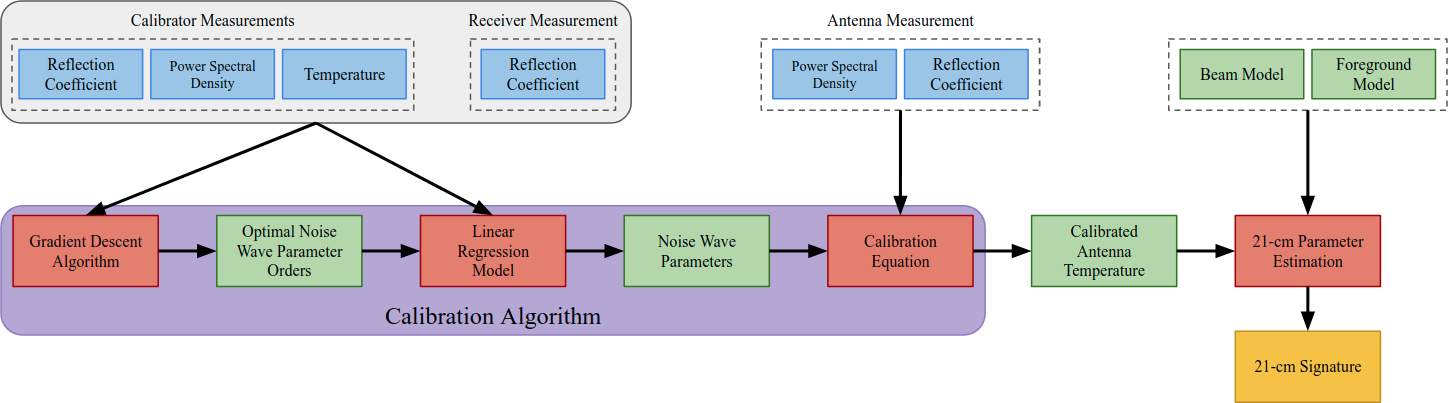 Calibrator Measurements
Receiver Measurement
Antenna Measurement
Reflection
Coefficient
Power Spectral
Density
Temperature
Reflection
Coefficient
Power Spectral
Density
Reflection
Coefficient
Beam Model
Foreground
Model
Gradient Descent
Algorithm
Optimal Noise
Wave Parameter
Orders
Linear
Regression
Model
Noise Wave
Parameters
Calibration
Equation
Calibrated
Antenna
Temperature
21-cm Parameter
Estimation
Calibration Algorithm
21-cm Signature